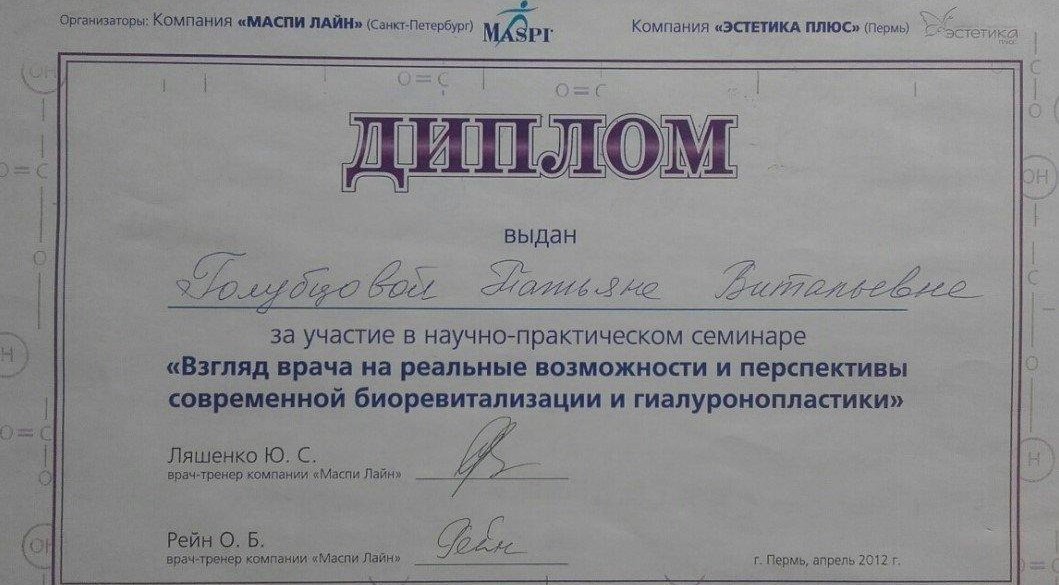 Организаторы: Компания «МАСПИ ЛАЙН» (Санкт-Петербург) MASPI Компания «ЭСТЕТИКА ПЛЮС» (Пермь) эстетика плюс
ДИПЛОМ
выдан
Голубцовой Татьяне Витальевне
за участие в научно-практическом семинаре
«Взгляд врача на реальные возможности и перспективы
современной биоревитализации и гиалуронопластики»
Ляшенко Ю. С.
врач-тренер компании «Маспи Лайн»
Рейн О. Б. Рейн
врач-тренер компании «Маспи Лайн»
г. Пермь, апрель 2012 г.